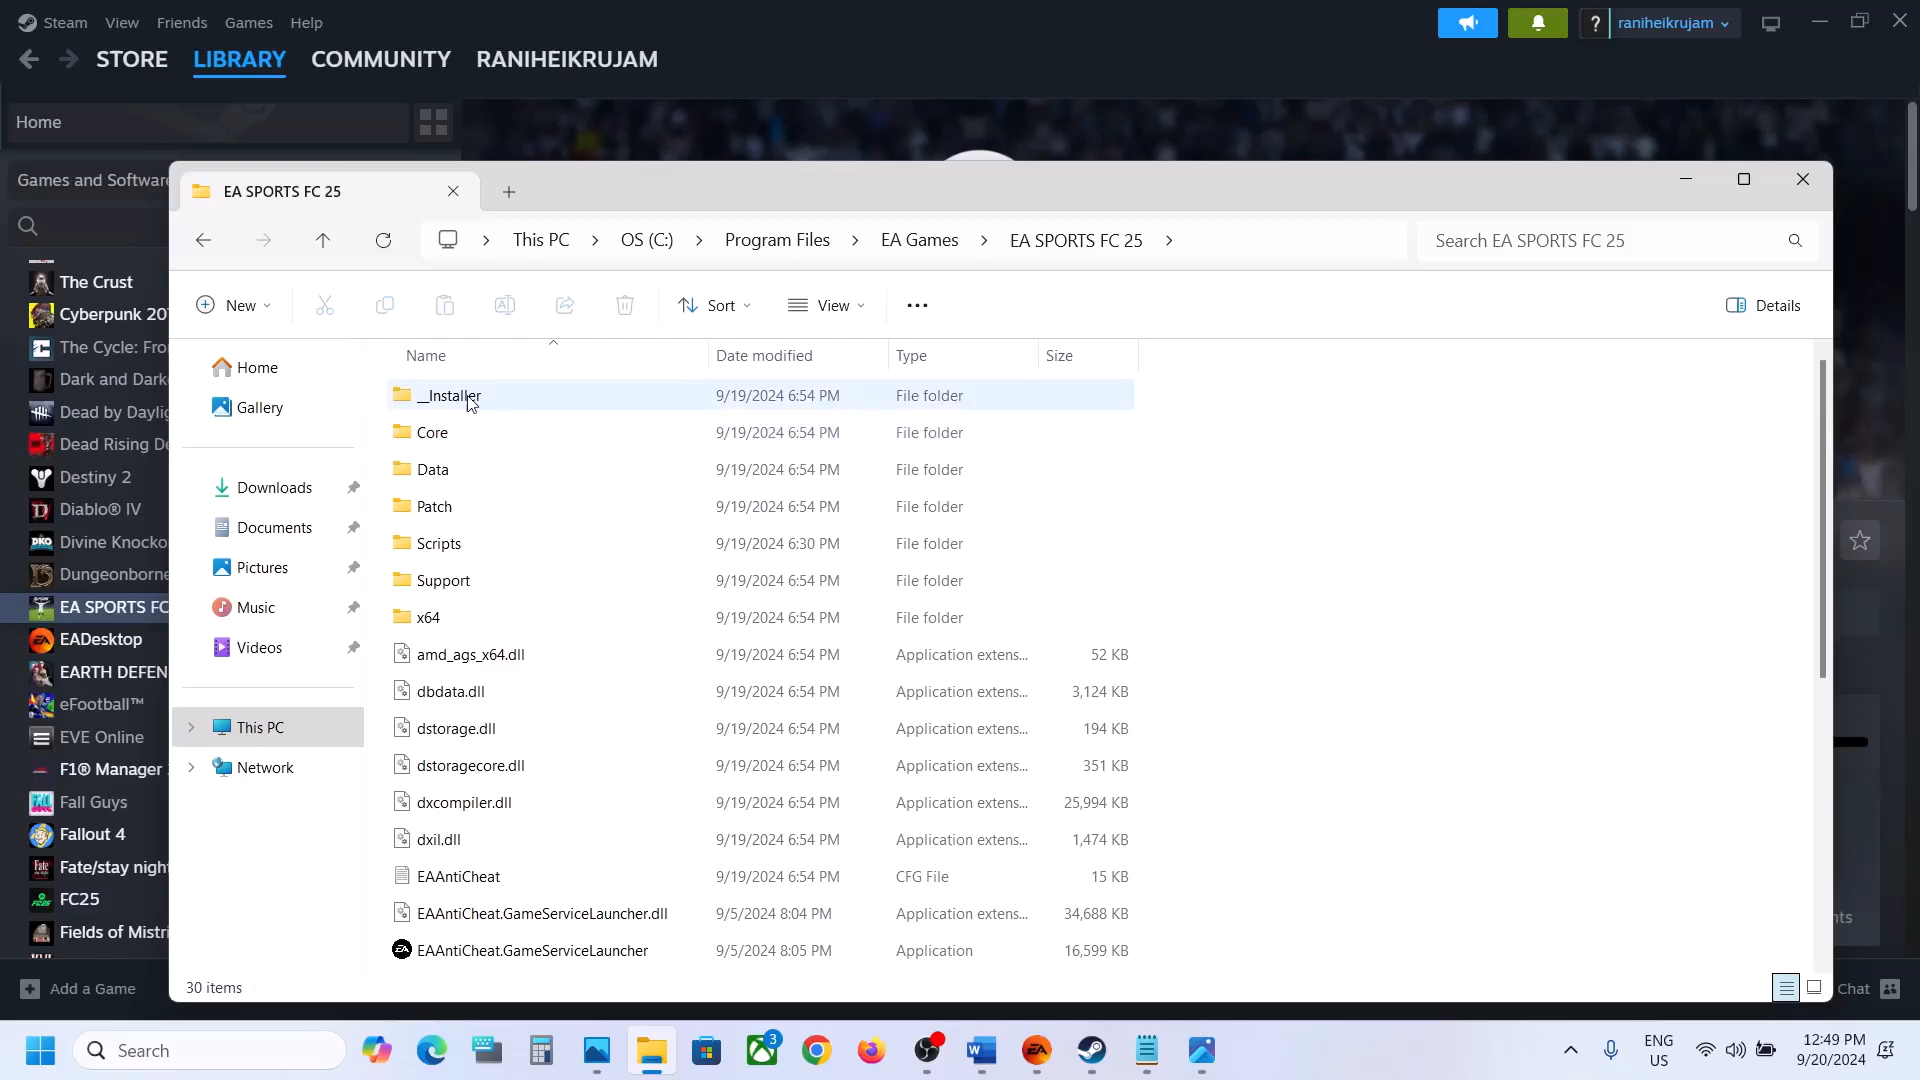 Steam View Friends Games Help
? raniheikrujam
STORE LIBRARY COMMUNITY RANIHEIKRUJAM
Home
Games and Software
The Crust
Cyberpunk 20
The Cycle: Fro
Dark and Dark
Dead by Daylig
Dead Rising De
Destiny 2
Diablo® IV
Divine Knocko
Dungeonborne
EA SPORTS FC
EADesktop
EARTH DEFEN
eFootball™
EVE Online
F1® Manager
Fall Guys
Fallout 4
Fate/stay nigh
FC25
Fields of Mistri
Add a Game
EA SPORTS FC 25
This PC > OS (C:) > Program Files > EA Games > EA SPORTS FC 25 >
Search EA SPORTS FC 25
New Sort View Details
Home
Gallery
Downloads
Documents
Pictures
Music
Videos
This PC
Network
Name Date modified Type Size
__Installer 9/19/2024 6:54 PM File folder
Core 9/19/2024 6:54 PM File folder
Data 9/19/2024 6:54 PM File folder
Patch 9/19/2024 6:54 PM File folder
Scripts 9/19/2024 6:30 PM File folder
Support 9/19/2024 6:54 PM File folder
x64 9/19/2024 6:54 PM File folder
amd_ags_x64.dll 9/19/2024 6:54 PM Application extens... 52 KB
dbdata.dll 9/19/2024 6:54 PM Application extens... 3,124 KB
dstorage.dll 9/19/2024 6:54 PM Application extens... 194 KB
dstoragecore.dll 9/19/2024 6:54 PM Application extens... 351 KB
dxcompiler.dll 9/19/2024 6:54 PM Application extens... 25,994 KB
dxil.dll 9/19/2024 6:54 PM Application extens... 1,474 KB
EAAntiCheat 9/19/2024 6:54 PM CFG File 15 KB
EAAntiCheat.GameServiceLauncher.dll 9/5/2024 8:04 PM Application extens... 34,688 KB
EAAntiCheat.GameServiceLauncher 9/5/2024 8:05 PM Application 16,599 KB
30 items
Chat
Search
3
ENG
US
12:49 PM
9/20/2024